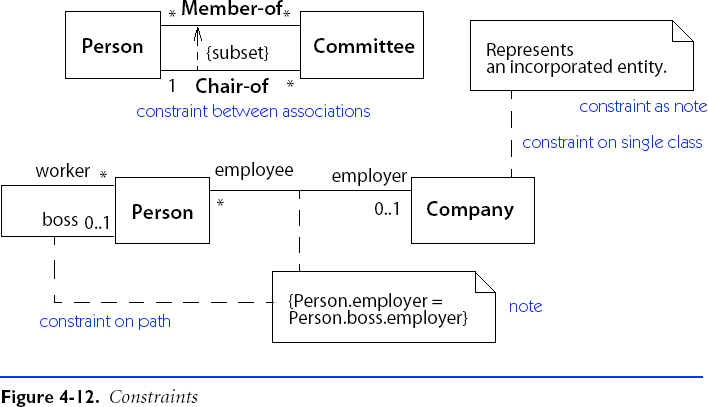 * Member-of *
Person
Committee
{subset}
1 Chair-of *
constraint between associations
Represents
an incorporated entity.
constraint as note
constraint on single class
worker *
boss 0..1
Person
employee
*
employer
0..1
Company
{Person.employer =
Person.boss.employer}
note
constraint on path
Figure 4-12. Constraints